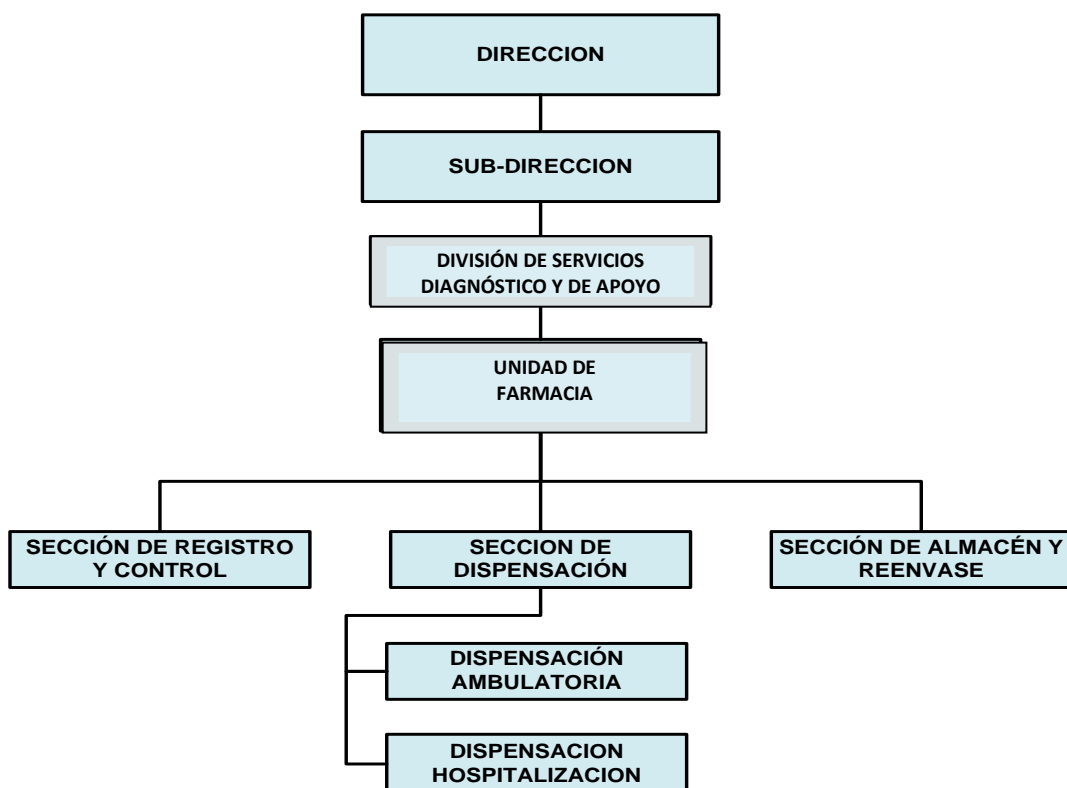 DIRECCION
SUB-DIRECCION
DIVISIÓN DE SERVICIOS
DIAGNÓSTICO Y DE APOYO
UNIDAD DE
FARMACIA
SECCIÓN DE REGISTRO
Y CONTROL
SECCION DE
DISPENSACIÓN
SECCIÓN DE ALMACÉN Y
REENVASE
DISPENSACIÓN
AMBULATORIA
DISPENSACION
HOSPITALIZACION